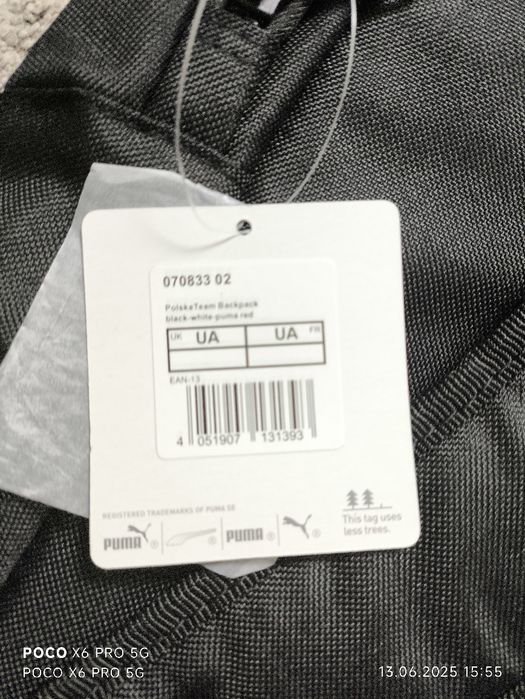 070833 02
PolskaTeam Backpack
black-white-puma red
UK UA UA FR
EAN-13
4 051907 131393
REGISTERED TRADEMARKS OF PUMA SE
PUMA ® ® PUMA ® ®
This tag uses
less trees.
POCO X6 PRO 5G
POCO X6 PRO 5G 13.06.2025 15:55